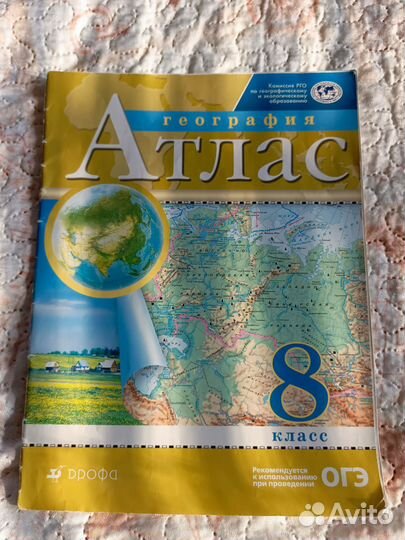 Комиссия РГО
по географическому
и экологическому
образованию
география
Атлас
8
класс
Дрофа
Рекомендуется
к использованию
при проведении
ОГЭ
Avito